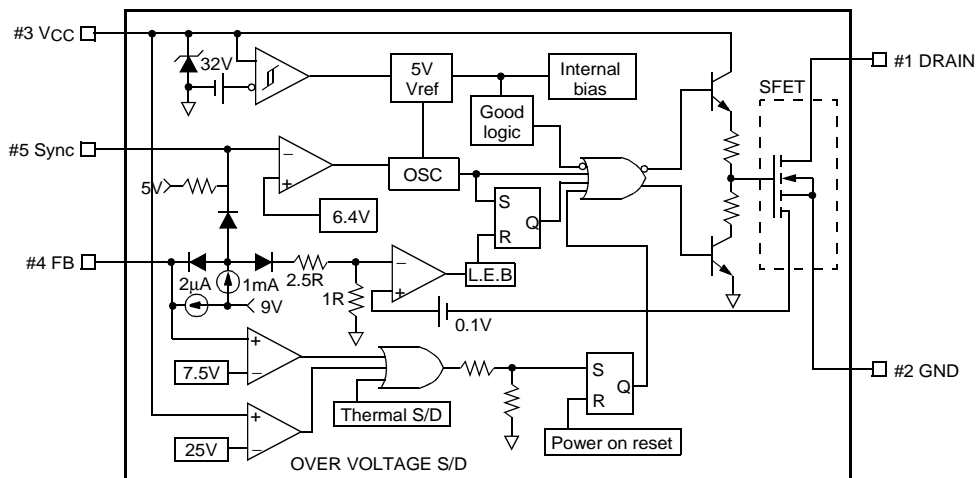 #3 VCC
32V
5V
Vref
Internal
bias
Good
logic
#1 DRAIN
SFET
#5 Sync
5V
−
+
6.4V
OSC
S
R
Q
#4 FB
2μA
1mA
9V
2.5R
1R
−
+
L.E.B
0.1V
+
−
7.5V
Thermal S/D
S
R
Q
#2 GND
+
−
25V
Power on reset
OVER VOLTAGE S/D